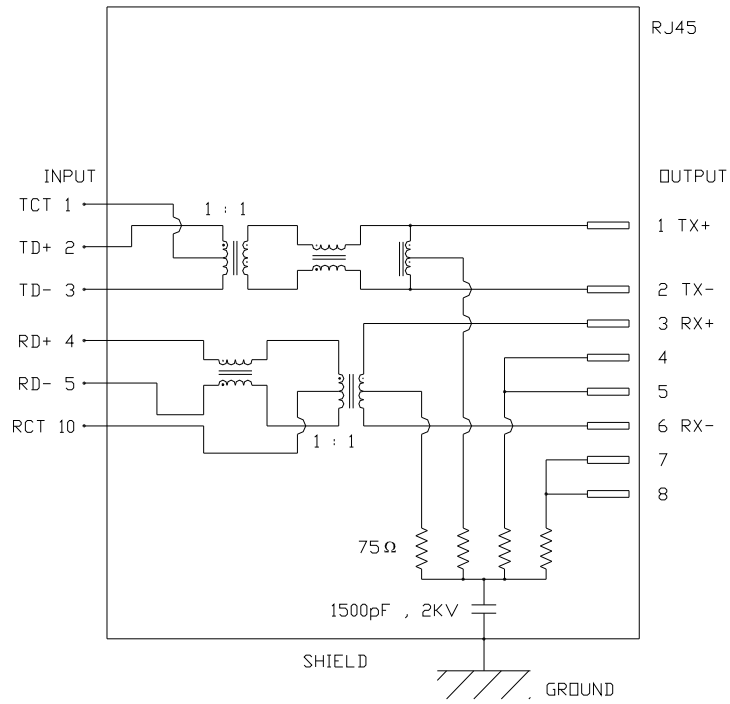 RJ45
INPUT
OUTPUT
TCT 1
1 : 1
1 TX+
TD+ 2
TD- 3
2 TX-
3 RX+
RD+ 4
4
RD- 5
5
RCT 10
6 RX-
1 : 1
7
8
75Ω
1500pF , 2KV
SHIELD
GROUND